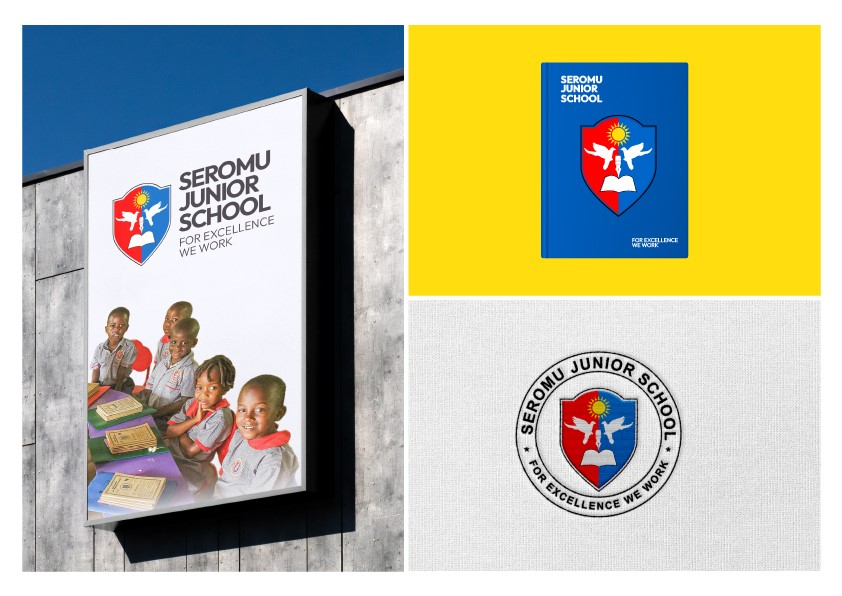 SEROMU
JUNIOR
SCHOOL
FOR EXCELLENCE
WE WORK
SEROMU
JUNIOR
SCHOOL
FOR EXCELLENCE
WE WORK
SEROMU JUNIOR SCHOOL
★ FOR EXCELLENCE WE WORK ★